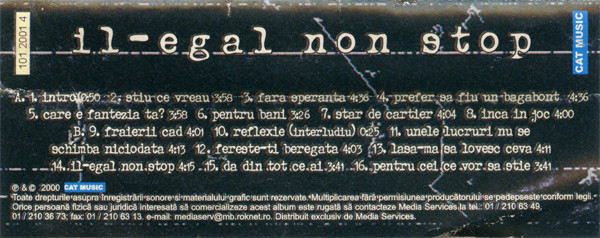 101 2001 4
il-egal non stop
CAT MUSIC
A. 1. intro 0:50 2. stiu ce vreau 3:58 3. fara speranta 4:36 4. prefer sa fiu un bagabont 4:36
5. care e fantezia ta? 3:58 6. pentru bani 3:26 7. star de cartier 4:04 8. inca in joc 4:00
B. 9. fraierii cad 4:01 10. reflexie (interludiu) 0:25 11. unele lucruri nu se
schimba niciodata 4:13 12. fereste-ti beregata 4:03 13. lasa-ma sa lovesc ceva 4:11
14. il-egal non stop 4:15 15. da din tot ce ai 3:41 16. pentru cei ce vor sa stie 3:41
℗ & © 2000 CAT MUSIC
Toate drepturile asupra înregistrării sonore si materialului grafic sunt rezervate. Multiplicarea fără permisiunea producătorului se pedepseste conform legii.
Orice persoană fizică sau juridică interesată să comercializeze acest album este rugată să contacteze Media Services la tel.: 01 / 210 63 49,
01 / 210 36 73; fax: 01 / 210 63 13. e-mail: mediaserv@mb.roknet.ro. Distribuit exclusiv de Media Services.